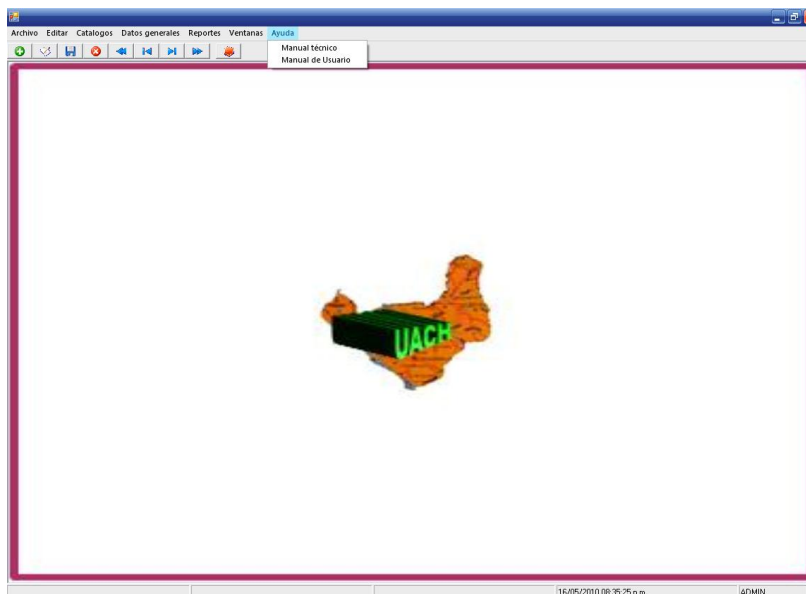 Archivo Editar Catalogos Datos generales Reportes Ventanas Ayuda
Manual técnico
Manual de Usuario
UACH
16/05/2010 08:35:25 p.m. ADMIN